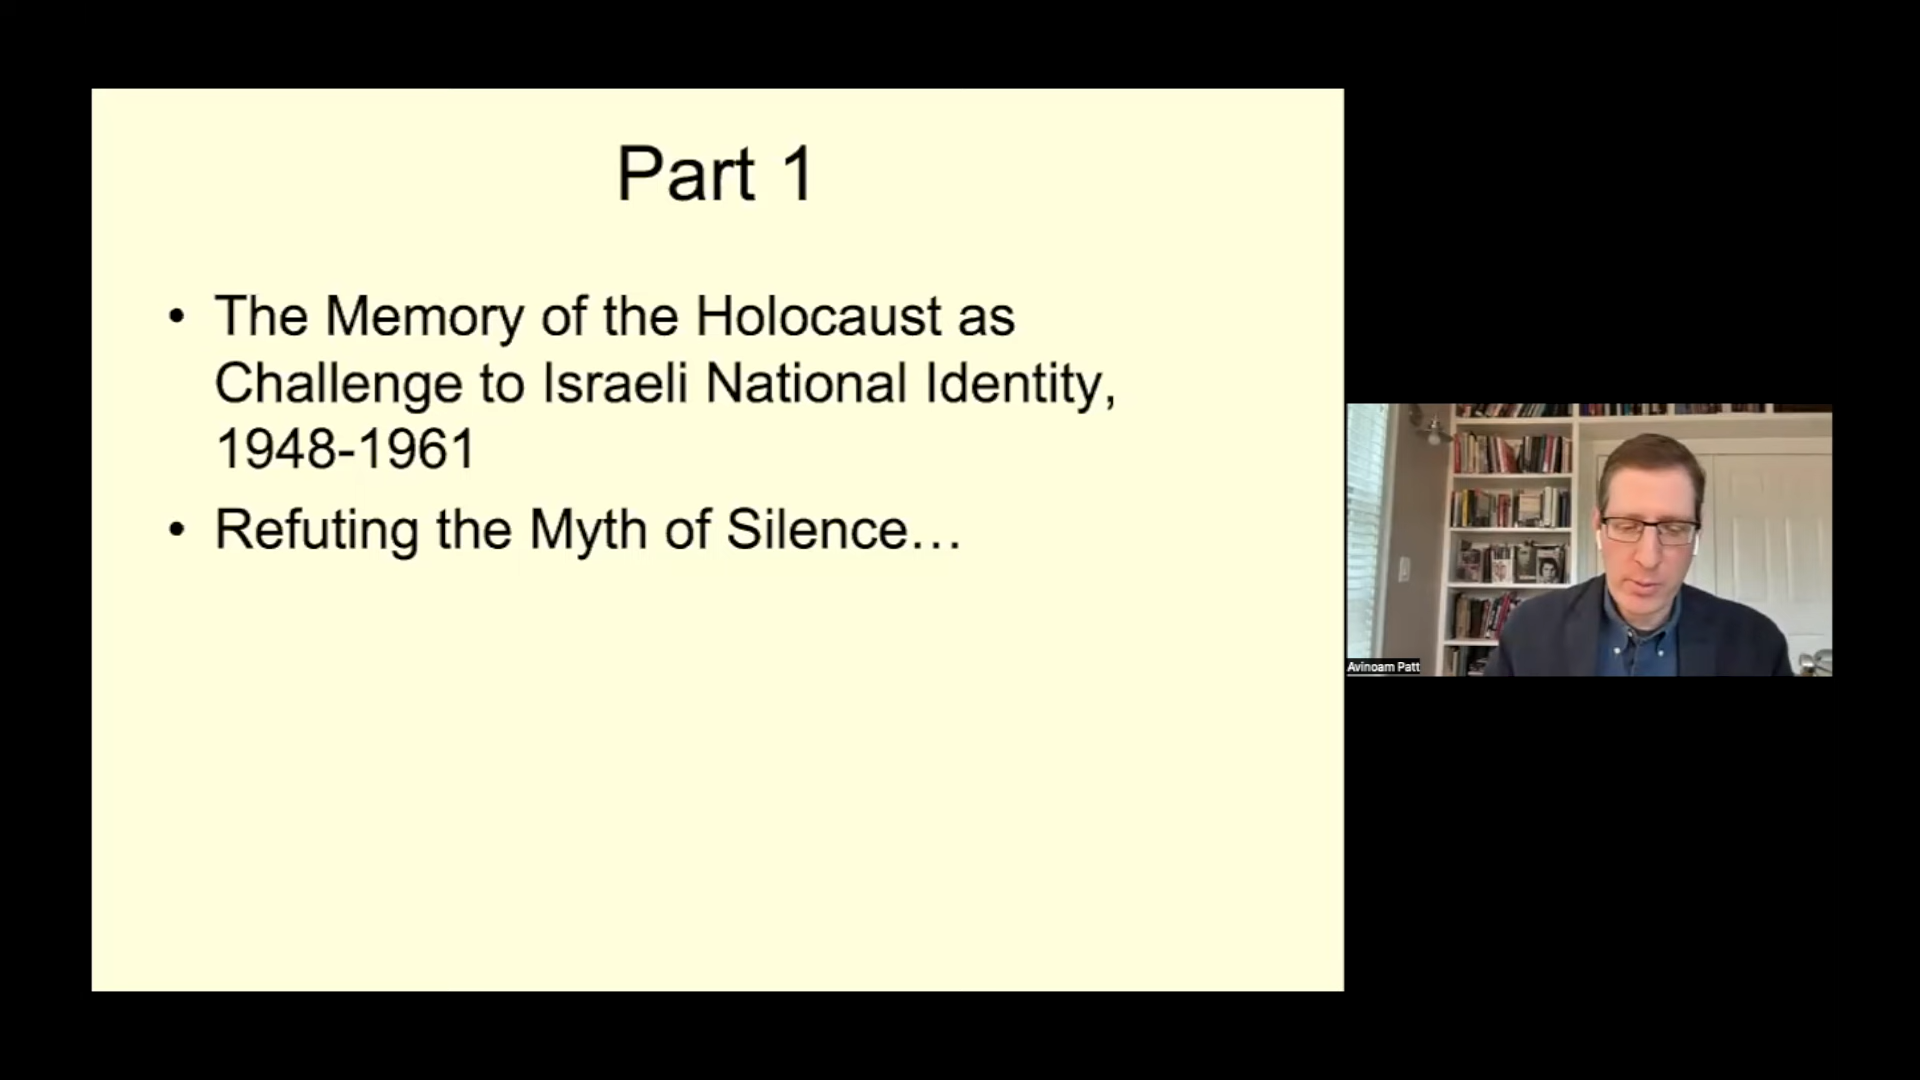 Part 1
• The Memory of the Holocaust as
Challenge to Israeli National Identity,
1948-1961
• Refuting the Myth of Silence…
Avinoam Patt